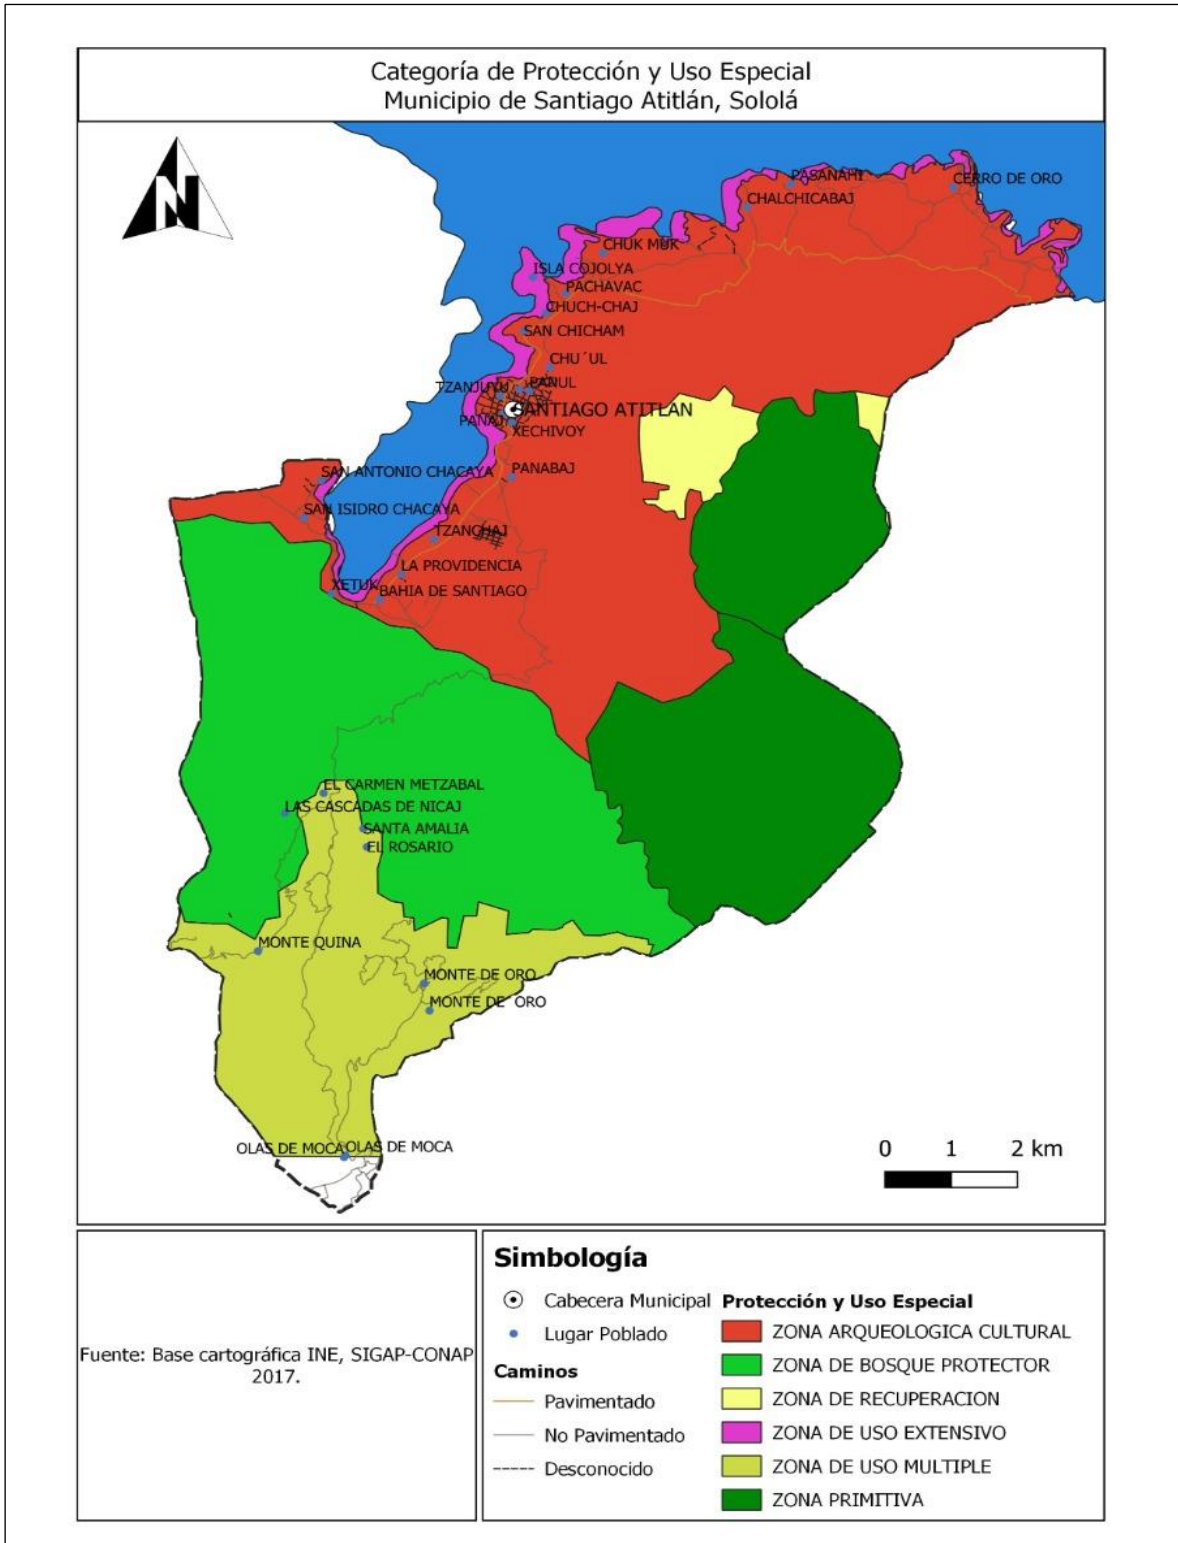 Categoría de Protección y Uso Especial
Municipio de Santiago Atitlán, Sololá
N
PASANAHI
CERRO DE ORO
CHALCHICABAJ
CHUK MUK
ISLA COJOLYA
PACHAVAC
CHUCH-CHAJ
SAN CHICHAM
CHU´UL
TZANJUYU
PANUL
SANTIAGO ATITLAN
PANAJ
XECHIVOY
PANABAJ
SAN ANTONIO CHACAYA
SAN ISIDRO CHACAYA
TZANCHAJ
LA PROVIDENCIA
XETUK
BAHIA DE SANTIAGO
EL CARMEN METZABAL
LAS CASCADAS DE NICAJ
SANTA AMALIA
EL ROSARIO
MONTE QUINA
MONTE DE ORO
MONTE DE ORO
OLAS DE MOCA
OLAS DE MOCA
0 1 2 km
Fuente: Base cartográfica INE, SIGAP-CONAP
2017.
Simbología
Cabecera Municipal
Lugar Poblado
Caminos
Pavimentado
No Pavimentado
Desconocido
Protección y Uso Especial
ZONA ARQUEOLOGICA CULTURAL
ZONA DE BOSQUE PROTECTOR
ZONA DE RECUPERACION
ZONA DE USO EXTENSIVO
ZONA DE USO MULTIPLE
ZONA PRIMITIVA